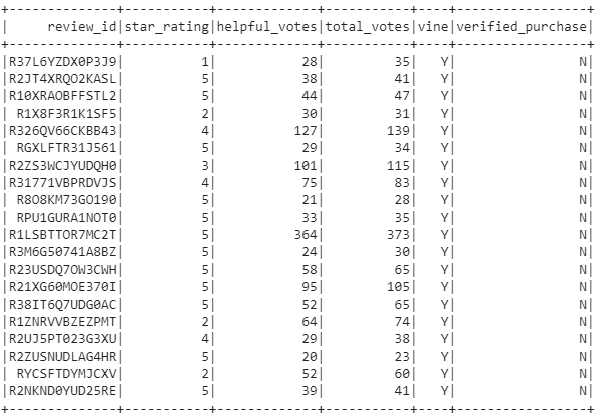 +--------------+-----------+-------------+-----------+----+-----------------+
|     review_id|star_rating|helpful_votes|total_votes|vine|verified_purchase|
+--------------+-----------+-------------+-----------+----+-----------------+
|R37L6YZDX0P3J9|          1|           28|         35|   Y|                N|
|R2JT4XRQO2KASL|          5|           38|         41|   Y|                N|
|R10XRAOBFFSTL2|          5|           44|         47|   Y|                N|
| R1X8F3R1K1SF5|          2|           30|         31|   Y|                N|
|R326QV66CKBB43|          4|          127|        139|   Y|                N|
| RGXLFTR31J561|          5|           29|         34|   Y|                N|
|R2ZS3WCJYUDQH0|          3|          101|        115|   Y|                N|
|R31771VBPRDVJS|          4|           75|         83|   Y|                N|
| R8O8KM73GO190|          5|           21|         28|   Y|                N|
| RPU1GURA1NOT0|          5|           33|         35|   Y|                N|
|R1LSBTTOR7MC2T|          5|          364|        373|   Y|                N|
|R3M6G50741A8BZ|          5|           24|         30|   Y|                N|
|R23USDQ7OW3CWH|          5|           58|         65|   Y|                N|
|R21XG60MOE370I|          5|           95|        105|   Y|                N|
|R38IT6Q7UDG0AC|          5|           52|         65|   Y|                N|
|R1ZNRVVBZEZPMT|          2|           64|         74|   Y|                N|
|R2UJ5PT023G3XU|          4|           29|         38|   Y|                N|
|R2ZUSNUDLAG4HR|          5|           20|         23|   Y|                N|
| RYCSFTDYMJCXV|          2|           52|         60|   Y|                N|
|R2NKND0YUD25RE|          5|           39|         41|   Y|                N|
+--------------+-----------+-------------+-----------+----+-----------------+